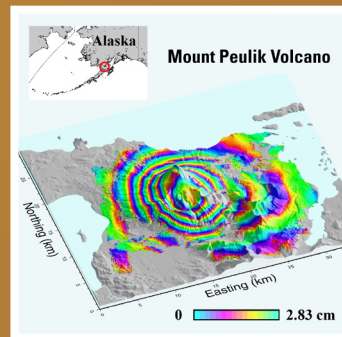 Alaska
Mount Peulik Volcano
Northing (km)
Easting (km)
0 2.83 cm